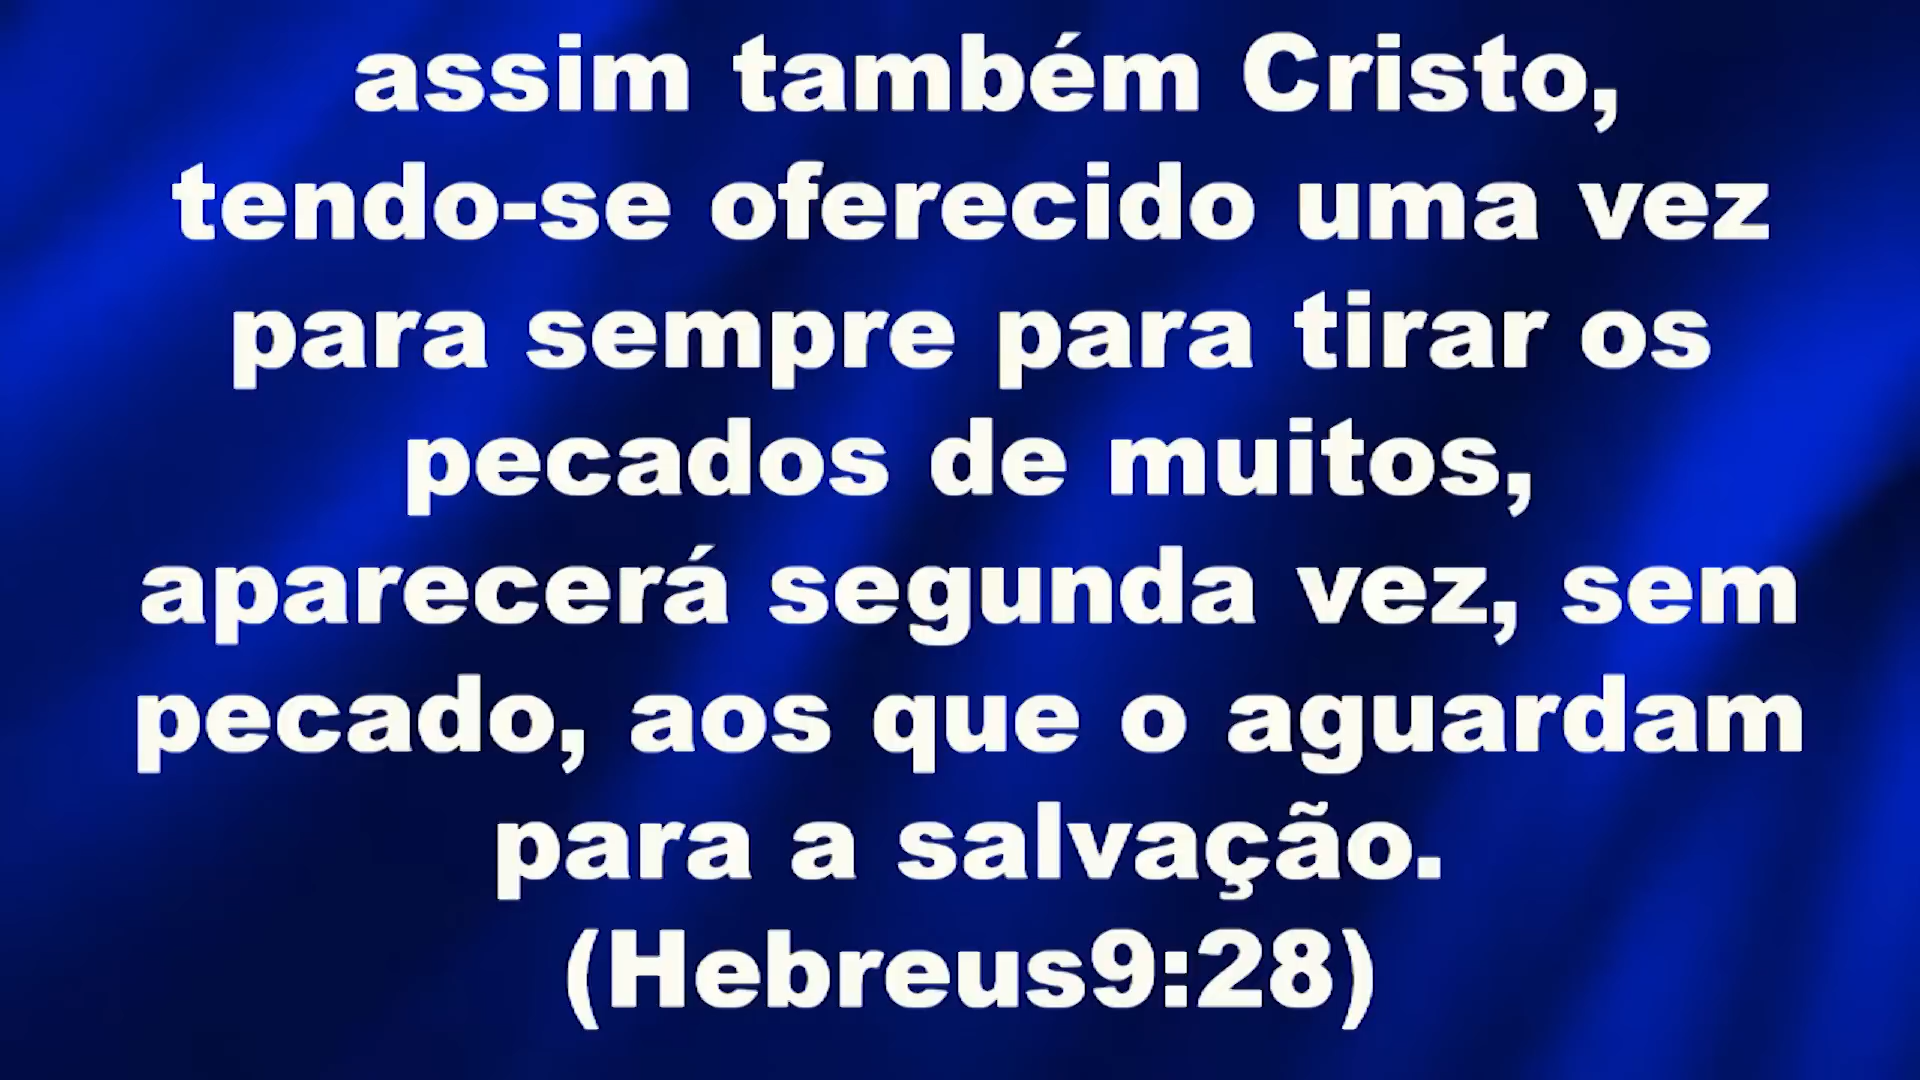 assim também Cristo,
tendo-se oferecido uma vez
para sempre para tirar os
pecados de muitos,
aparecerá segunda vez, sem
pecado, aos que o aguardam
para a salvação.
(Hebreus9:28)